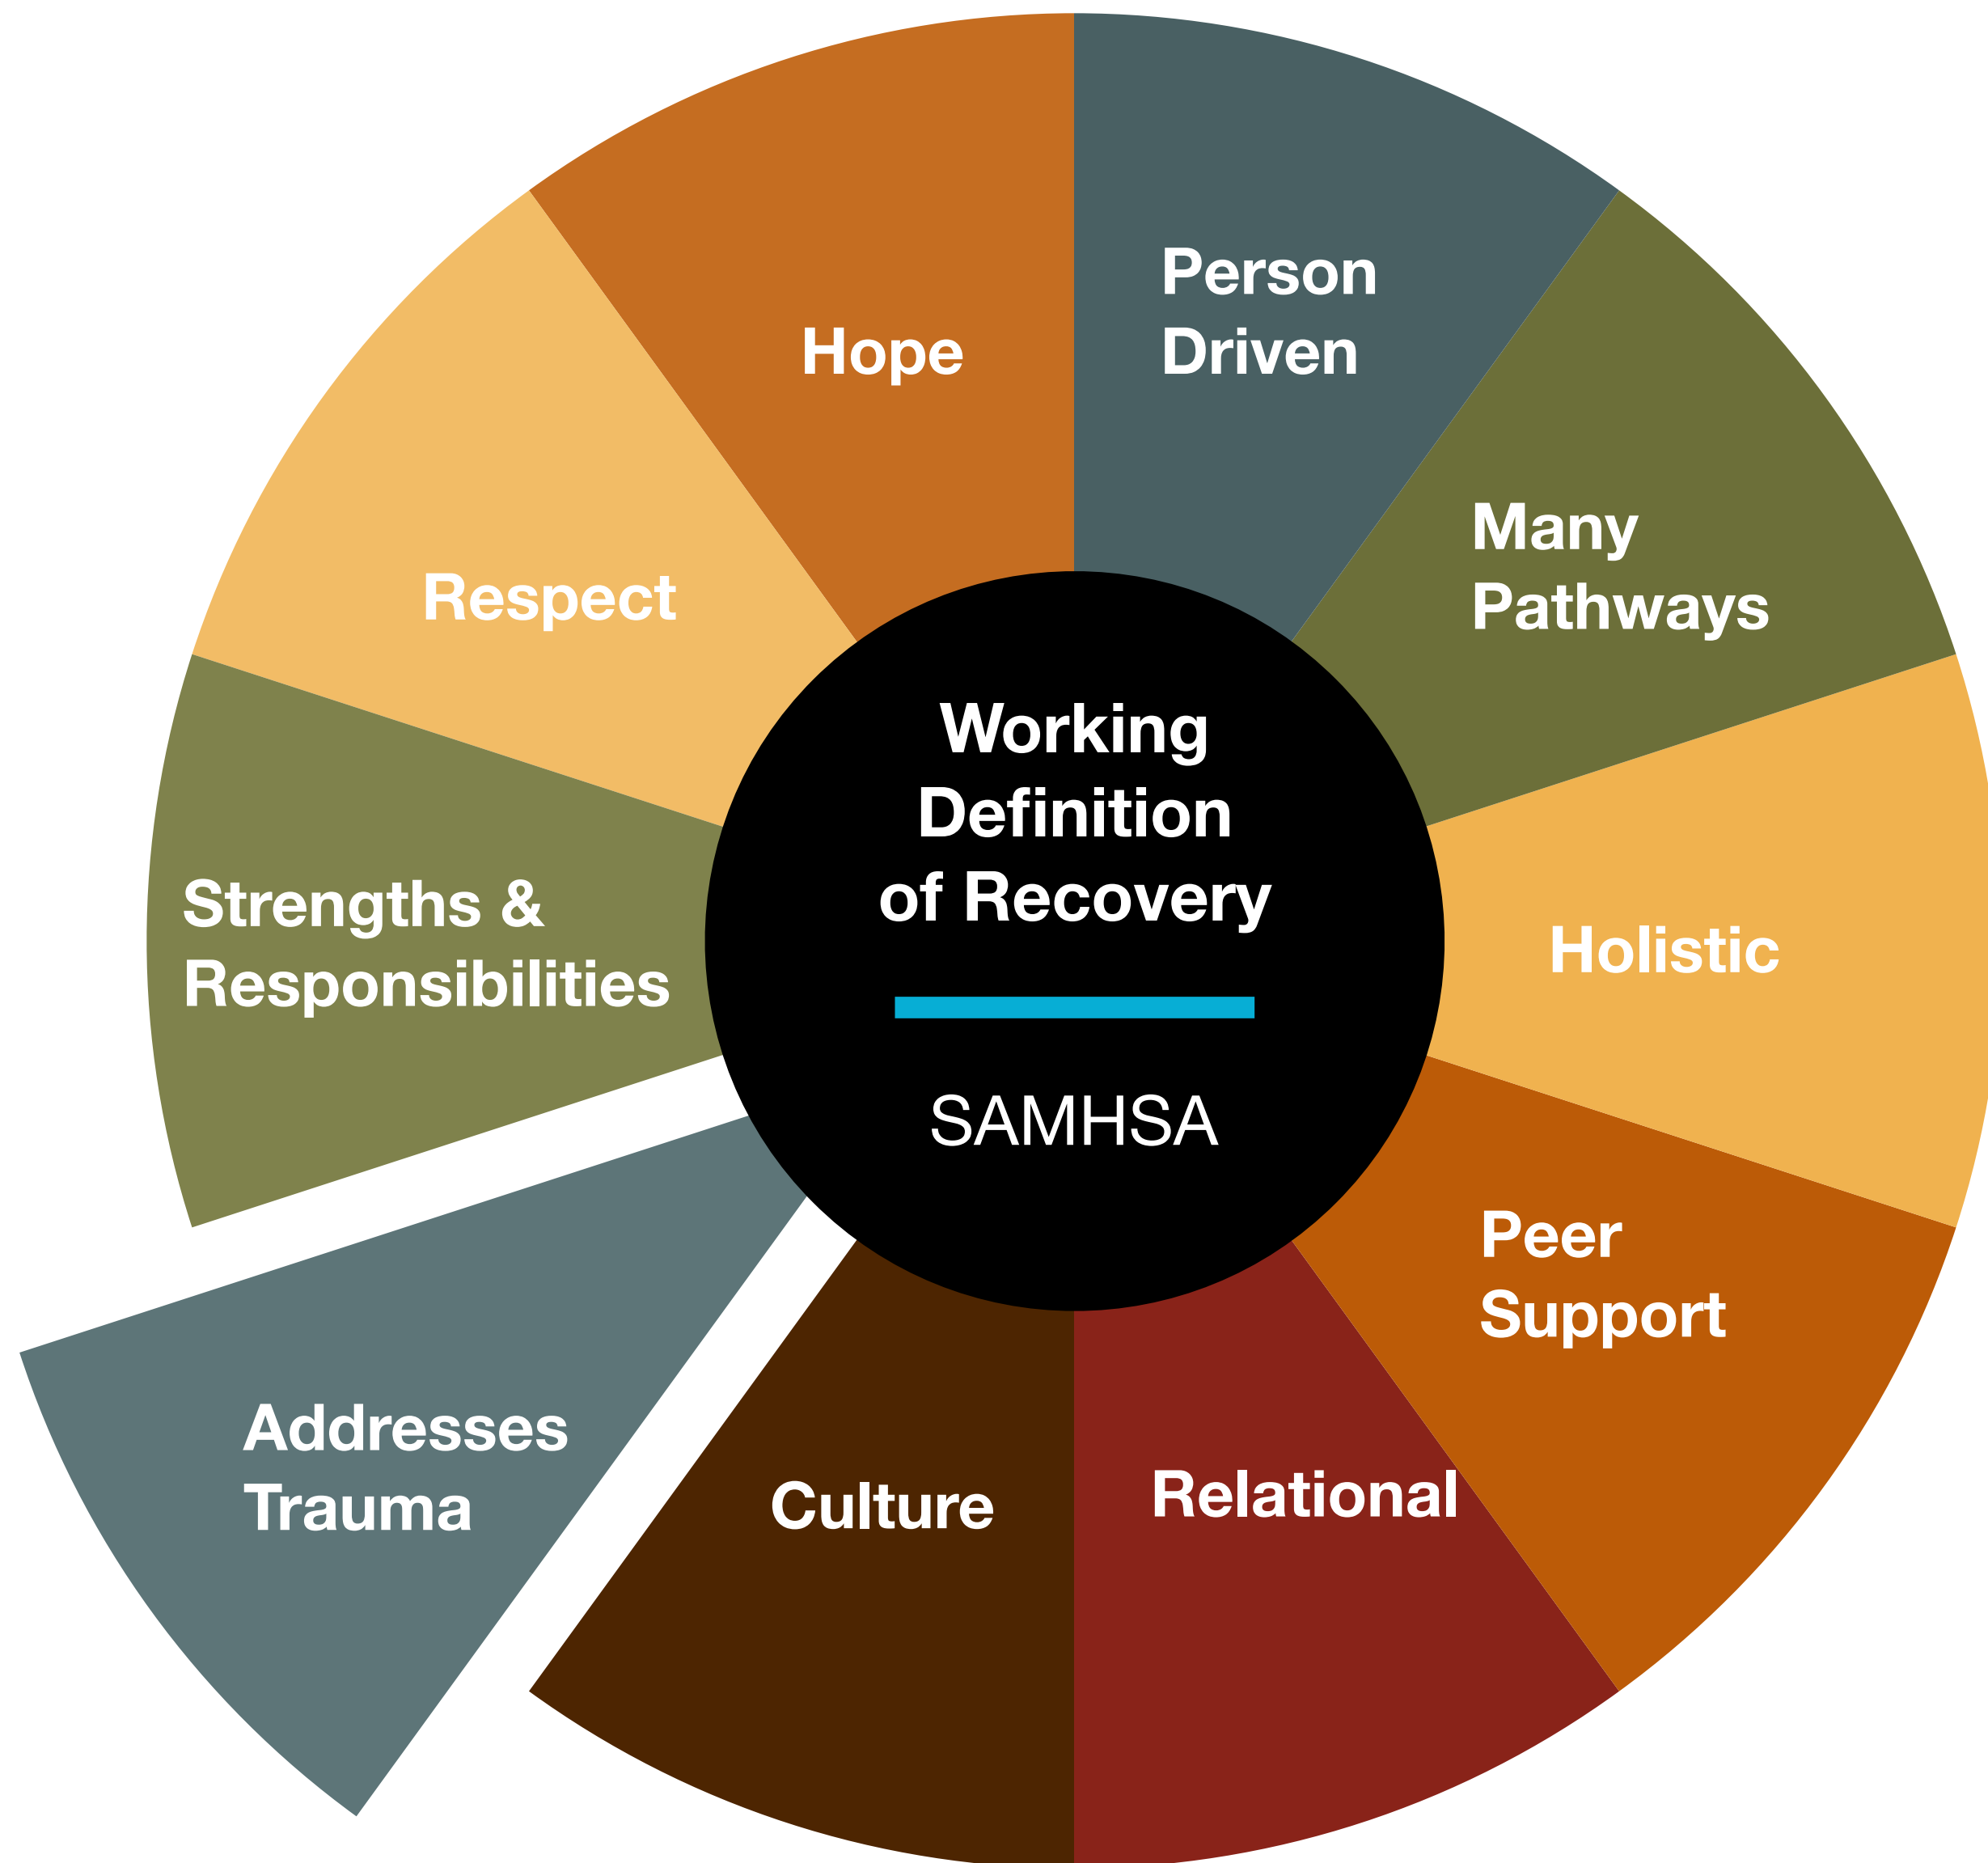 Person
Driven
Hope
Many
Pathways
Respect
Working
Definition
of Recovery
SAMHSA
Strengths &
Responsibilities
Holistic
Peer
Support
Addresses
Trauma
Culture
Relational